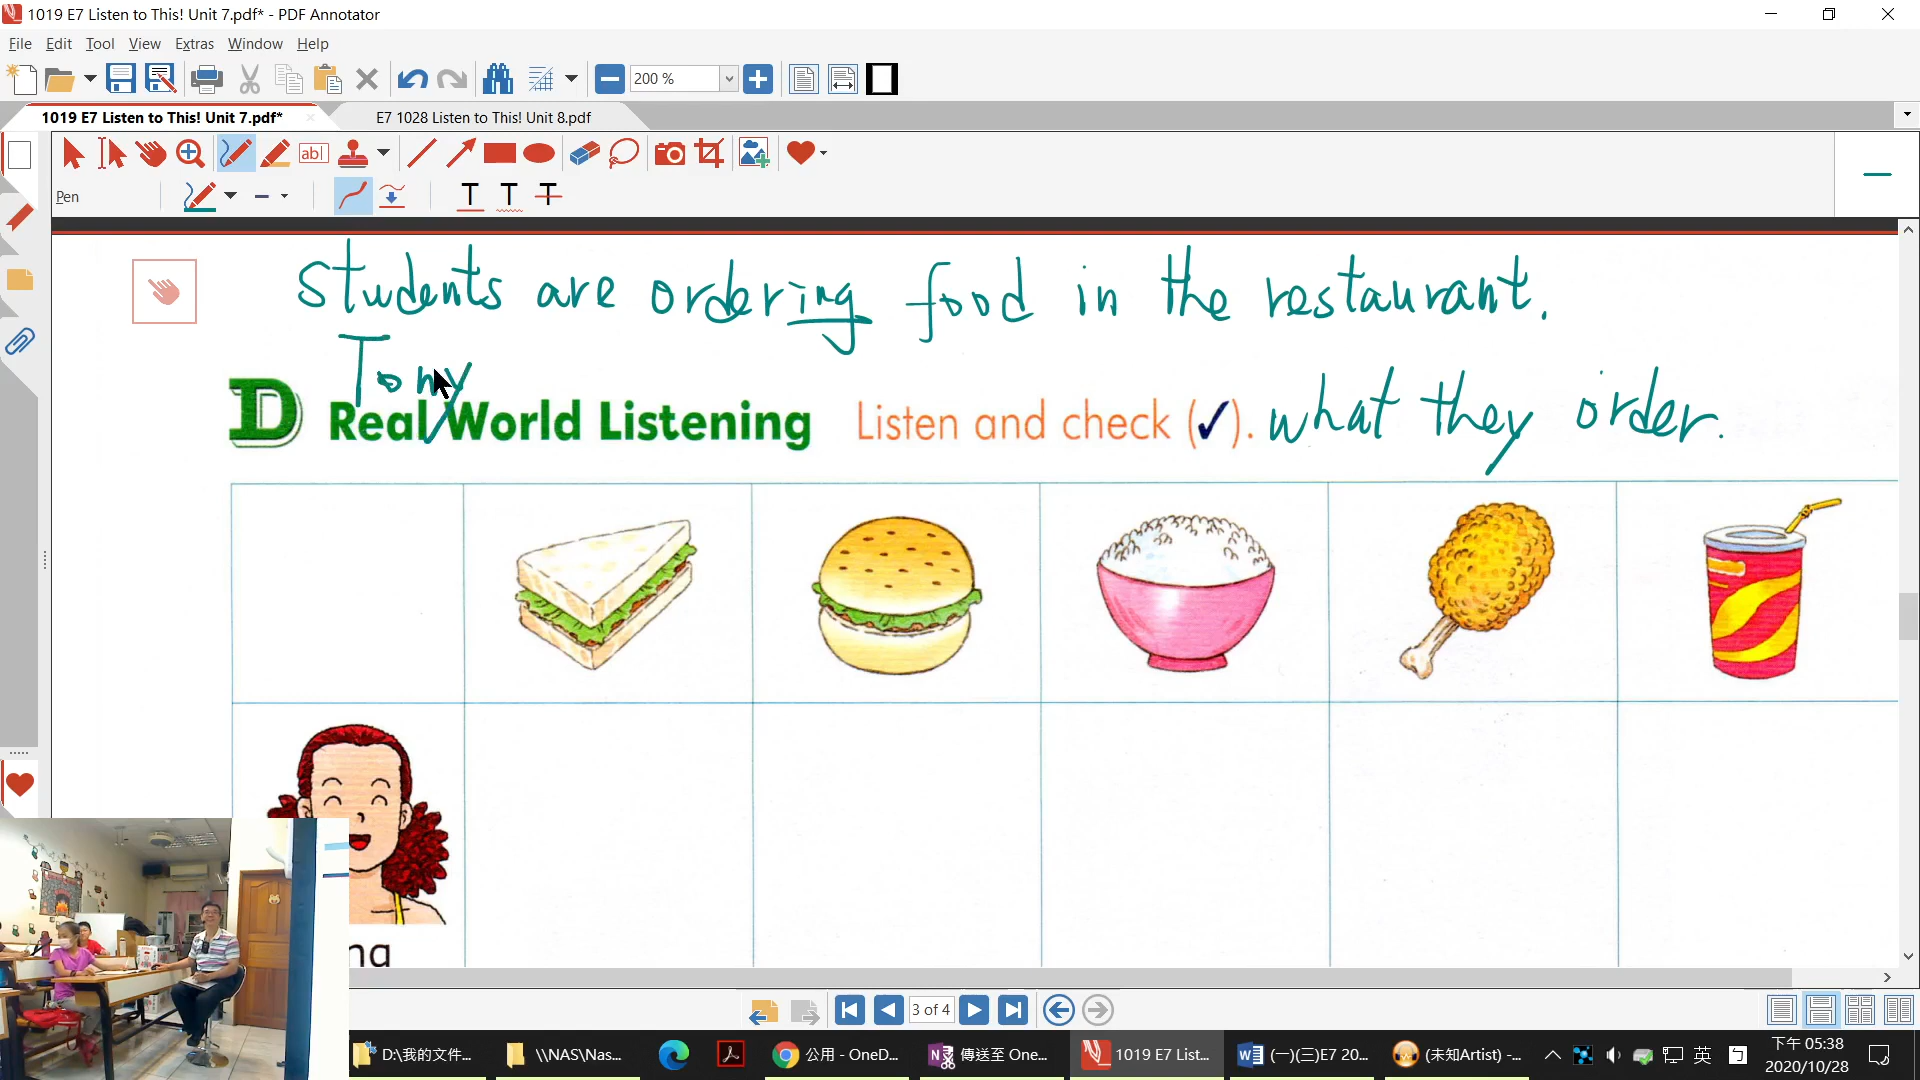 1019 E7 Listen to This! Unit 7.pdf* - PDF Annotator
File Edit Tool View Extras Window Help
200 %
1019 E7 Listen to This! Unit 7.pdf* E7 1028 Listen to This! Unit 8.pdf
ab
Pen T T T
Students are ordering food in the restaurant.
Tony
D Real World Listening Listen and check (✓). what they order.
na
3 of 4
D:\我的文件... \\NAS\Nas... 公用 - OneD... 傳送至 One... 1019 E7 List... (一)(三)E7 20... (未知Artist) -... 英 ㄅ 下午 05:38
2020/10/28